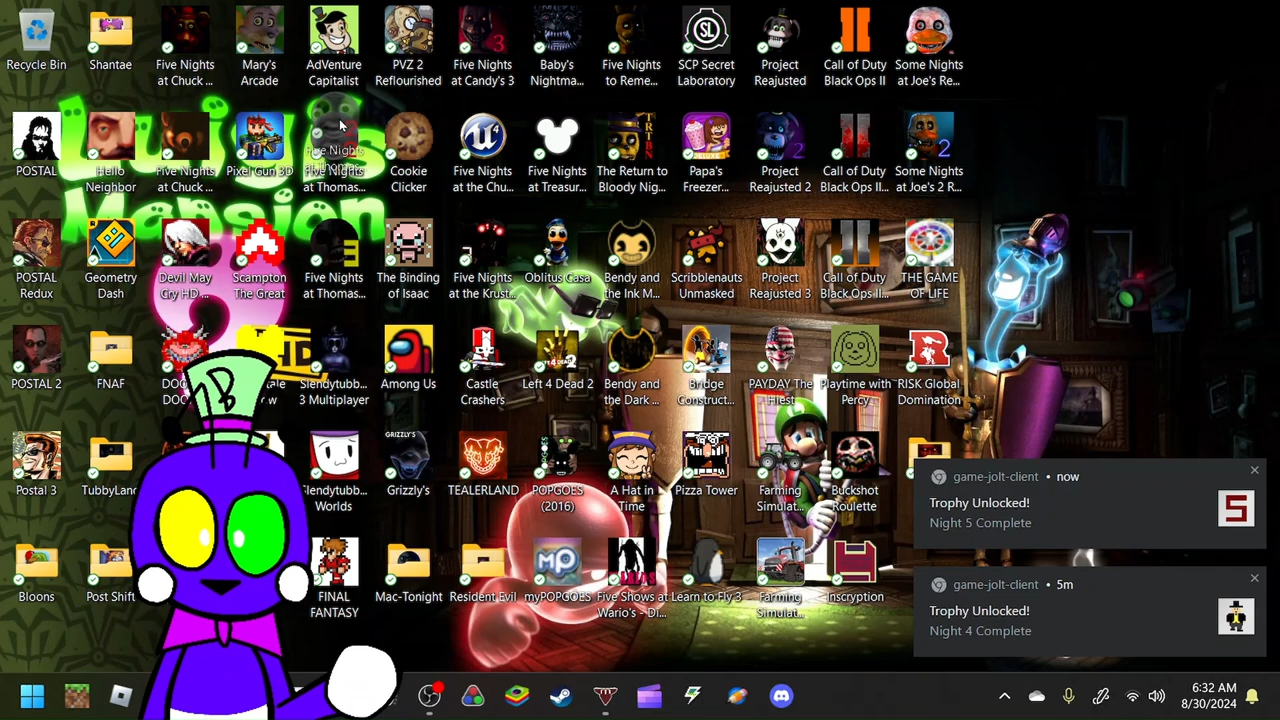 Recycle Bin
Shantae
Five Nights
at Chuck ...
Mary's
Arcade
AdVenture
Capitalist
PVZ 2
Reflourished
Five Nights
at Candy's 3
Baby's
Nightma...
Five Nights
to Reme...
SCP Secret
Laboratory
Project
Reajusted
Call of Duty
Black Ops II
Some Nights
at Joe's Re...
POSTAL
Hello
Neighbor
Five Nights
at Chuck ...
Pixel Gun 3D
Five Nights
at Thomas...
Cookie
Clicker
Five Nights
at the Chu...
Five Nights
at Treasur...
The Return to
Bloody Nig...
Papa's
Freezer...
Project
Reajusted 2
Call of Duty
Black Ops II...
Some Nights
at Joe's 2 R...
Luigi's
Mansion
POSTAL
Redux
Geometry
Dash
Devil May
Cry HD ...
Scampton
The Great
Five Nights
at Thomas...
The Binding
of Isaac
Five Nights
at the Krust...
Oblitus Casa
Bendy and
the Ink M...
Scribblenauts
Unmasked
Project
Reajusted 3
Call of Duty
Black Ops II...
THE GAME
OF LIFE
POSTAL 2
FNAF
Slendytubb...
3 Multiplayer
Among Us
Castle
Crashers
Left 4 Dead 2
Bendy and
the Dark ...
Bridge
Construct...
PAYDAY The
Heist
Playtime with
Percy
RISK Global
Domination
Postal 3
TubbyLand
Slendytubb...
Worlds
Grizzly's
TEALERLAND
POPGOES
(2016)
A Hat in
Time
Pizza Tower
Farming
Simulat...
Buckshot
Roulette
game-jolt-client • now
Trophy Unlocked!
Night 5 Complete
Bloons
Post Shift
FINAL
FANTASY
Mac-Tonight
Resident Evil
myPOPGOES
Five Shows at
Wario's – Di...
Learn to Fly 3
Farming
Simulat...
Inscryption
game-jolt-client • 5m
Trophy Unlocked!
Night 4 Complete
6:32 AM
8/30/2024